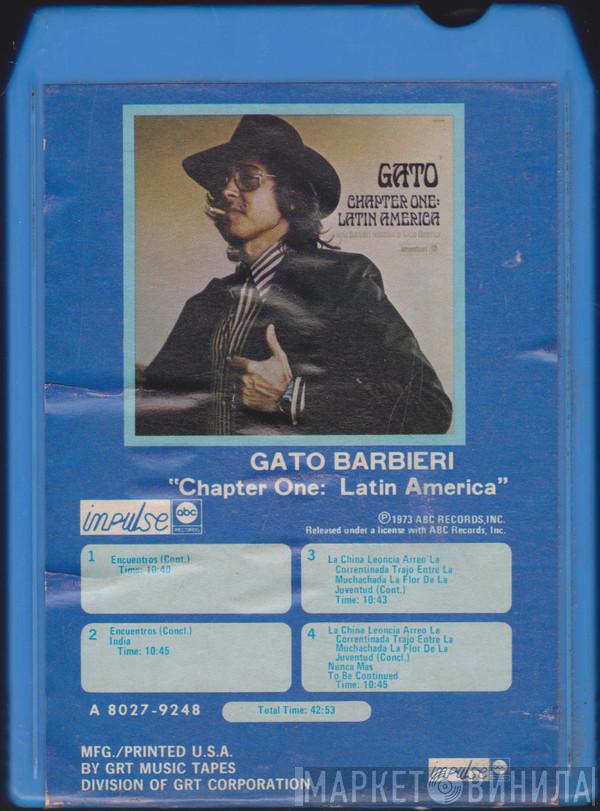 GATO
CHAPTER ONE:
LATIN AMERICA
GATO BARBIERI
"Chapter One: Latin America"
impulse abc
RECORDS
Ⓟ1973 ABC RECORDS,INC.
Released under a license with ABC Records, Inc.
1 Encuentros (Cont.)
Time: 10:40
2 Encuentros (Concl.)
India
Time: 10:45
3 La China Leoncia Arreo La
Correntinada Trajo Entre La
Muchachada La Flor De La
Juventud (Cont.)
Time: 10:43
4 La China Leoncia Arreo La
Correntinada Trajo Entre La
Muchachada La Flor De La
Juventud (Concl.)
Nunca Mas
To Be Continued
Time: 10:45
A 8027-9248
Total Time: 42:53
MFG./PRINTED U.S.A.
BY GRT MUSIC TAPES
DIVISION OF GRT CORPORATION
impulse abc
МАРКЕТ ВИНИЛА